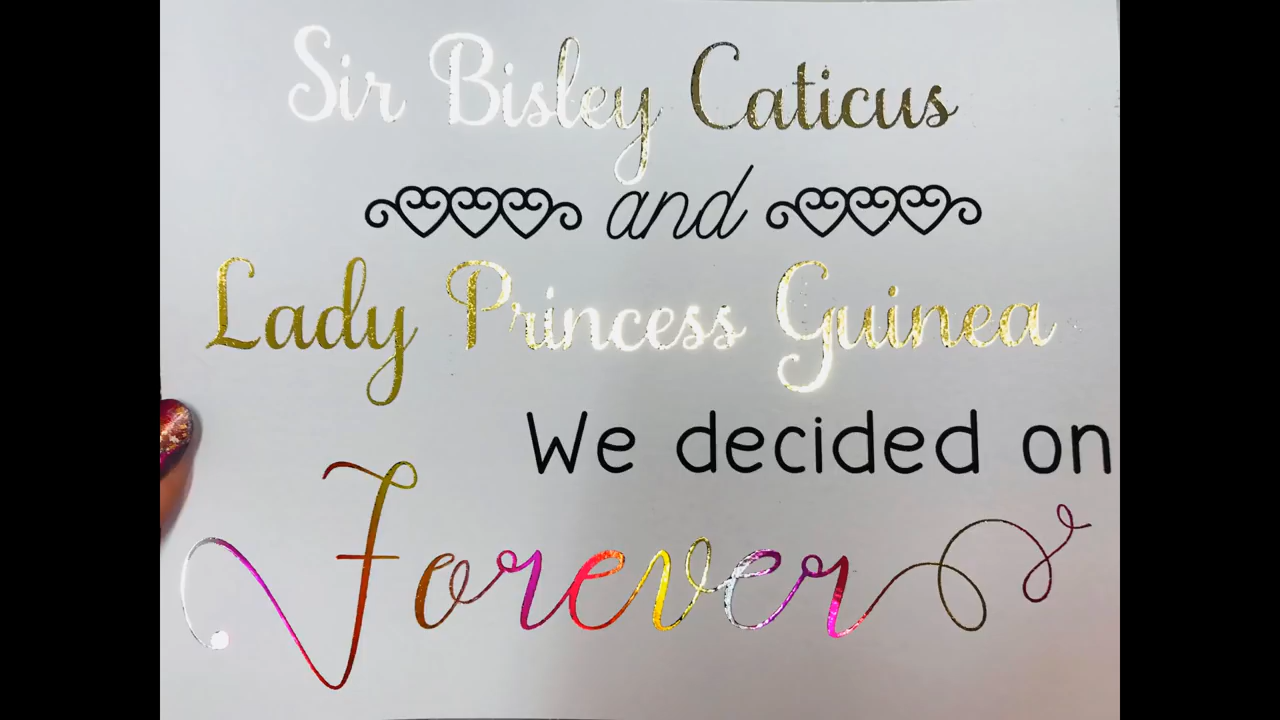 Sir Bisley Caticus
and
Lady Princess Guinea
We decided on
Forever